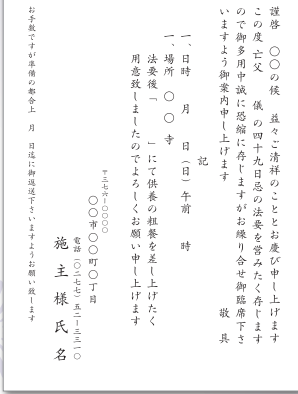 謹啓　〇〇の候　益々ご清祥のこととお慶び申し上げます
この度 亡父　　儀 の四十九日忌の法要を営みたく存じます
ので御多用中誠に恐縮に存じますがお繰り合せ御臨席下さ
いますよう御案内申し上げます　　　　　敬 具
記
一、日時　　月　　日（日）午前　　時
一、場所　〇 〇 寺
法要後「　　　」にて供養の粗餐を差し上げたく
用意致しましたのでよろしくお願い申し上げます
〒三七六ー〇〇〇〇
〇〇市〇〇町〇丁目
電話（〇二七七）五二ー三三一〇
施 主 様 氏 名
お手数ですが準備の都合上　月　日迄に御返送下さいますようお願い致します